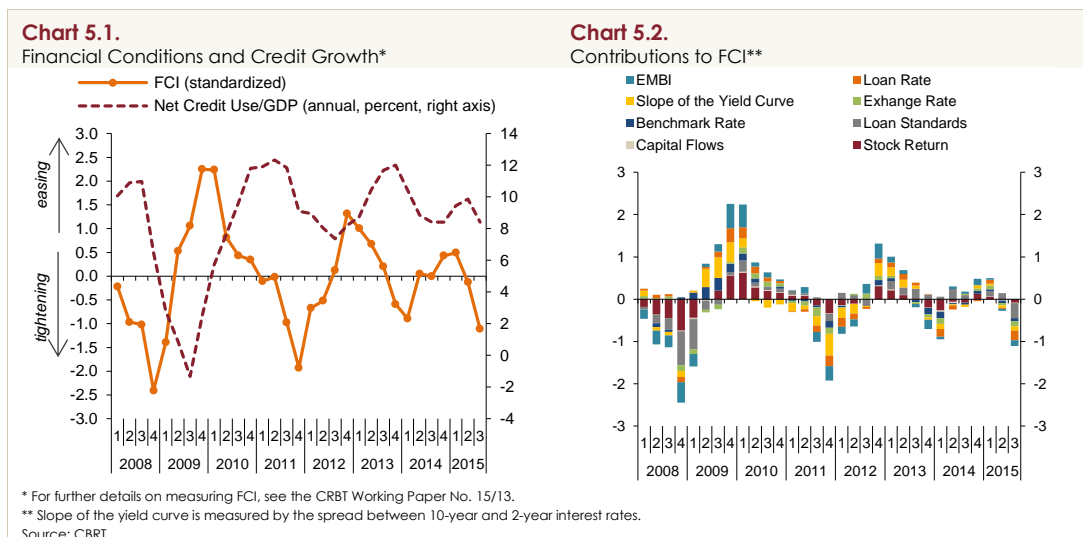 Chart 5.1.
Financial Conditions and Credit Growth*
FCI (standardized)
Net Credit Use/GDP (annual, percent, right axis)
easing
tightening
3.0
2.5
2.0
1.5
1.0
0.5
0.0
-0.5
-1.0
-1.5
-2.0
-2.5
-3.0
14
12
10
8
6
4
2
0
-2
-4
1 2 3 4 1 2 3 4 1 2 3 4 1 2 3 4 1 2 3 4 1 2 3 4 1 2 3 4 1 2 3
2008 2009 2010 2011 2012 2013 2014 2015
Chart 5.2.
Contributions to FCI**
EMBI Loan Rate
Slope of the Yield Curve Exhange Rate
Benchmark Rate Loan Standards
Capital Flows Stock Return
3
2
1
0
-1
-2
-3
3
2
1
0
-1
-2
-3
1 2 3 4 1 2 3 4 1 2 3 4 1 2 3 4 1 2 3 4 1 2 3 4 1 2 3 4 1 2 3
2008 2009 2010 2011 2012 2013 2014 2015
* For further details on measuring FCI, see the CRBT Working Paper No. 15/13.
** Slope of the yield curve is measured by the spread between 10-year and 2-year interest rates.
Source: CBRT